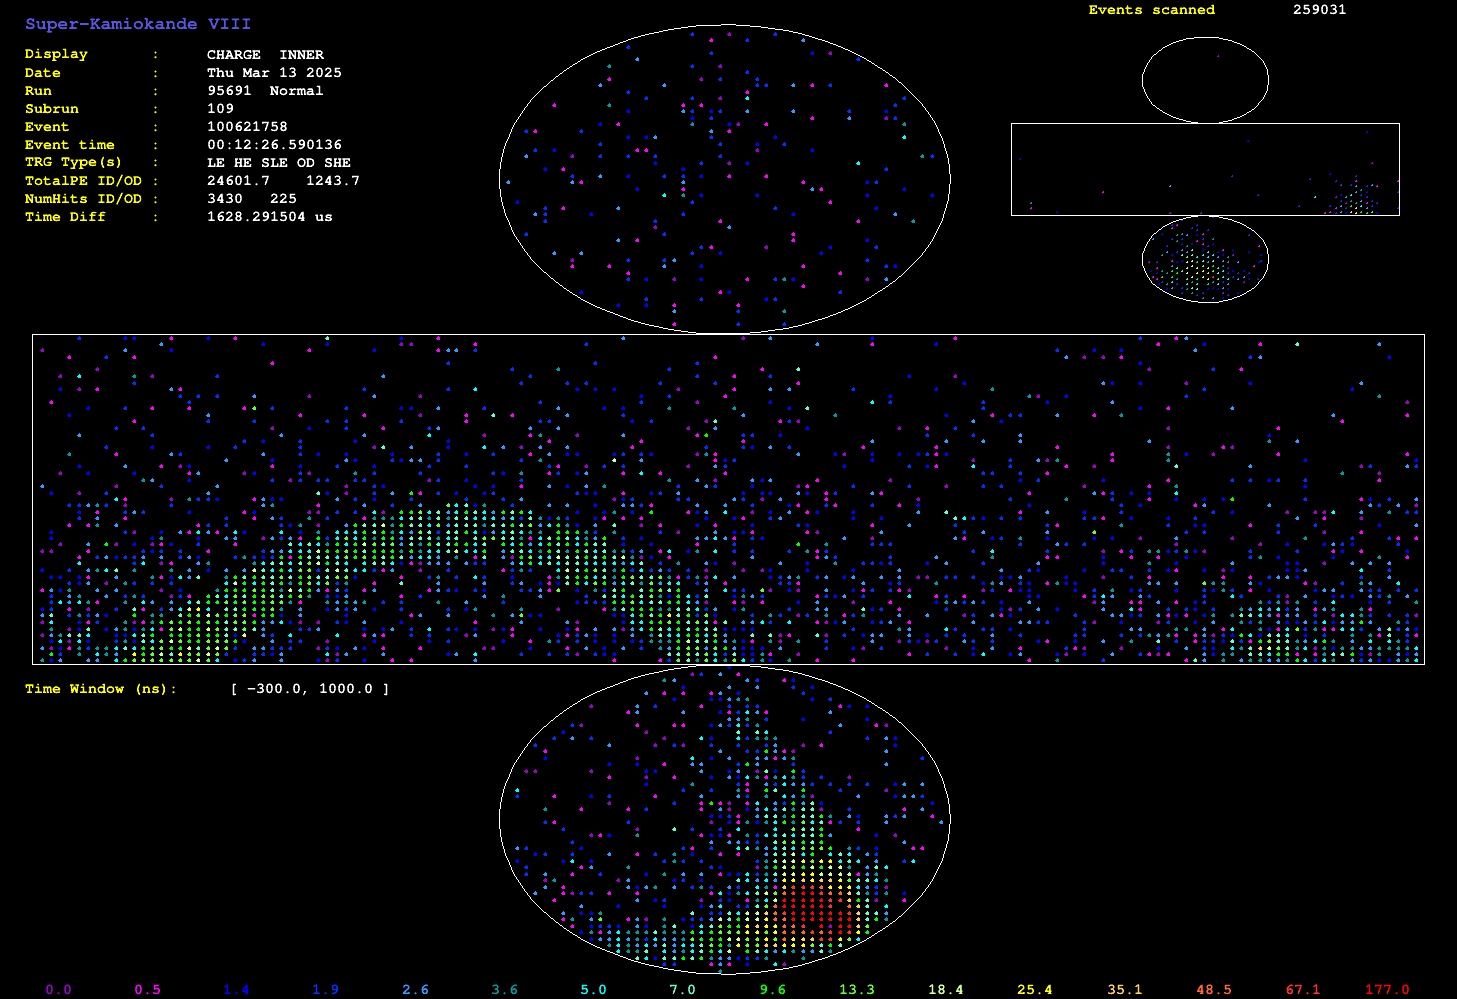 Super-Kamiokande VIII
Display : CHARGE INNER
Date : Thu Mar 13 2025
Run : 95691 Normal
Subrun : 109
Event : 100621758
Event time : 00:12:26.590136
TRG Type(s) : LE HE SLE OD SHE
TotalPE ID/OD : 24601.7 1243.7
NumHits ID/OD : 3430 225
Time Diff : 1628.291504 us
Events scanned 259031
Time Window (ns): [ -300.0, 1000.0 ]
0.0 0.5 1.4 1.9 2.6 3.6 5.0 7.0 9.6 13.3 18.4 25.4 35.1 48.5 67.1 177.0